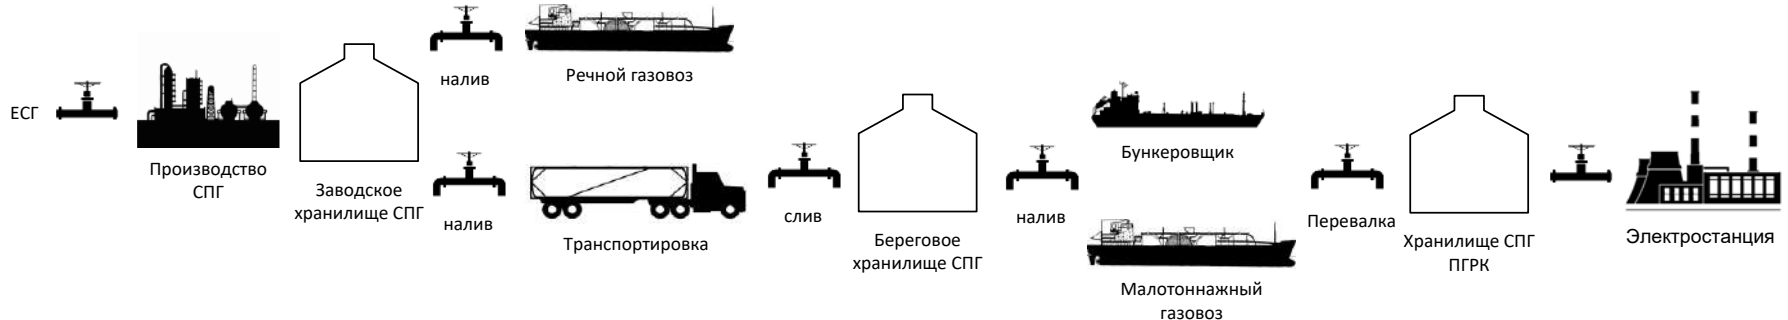 ЕСГ
Производство
СПГ
Заводское
хранилище СПГ
налив
Речной газовоз
налив
Транспортировка
слив
Береговое
хранилище СПГ
налив
Бункеровщик
Малотоннажный
газовоз
Перевалка
Хранилище СПГ
ПГРК
Электростанция